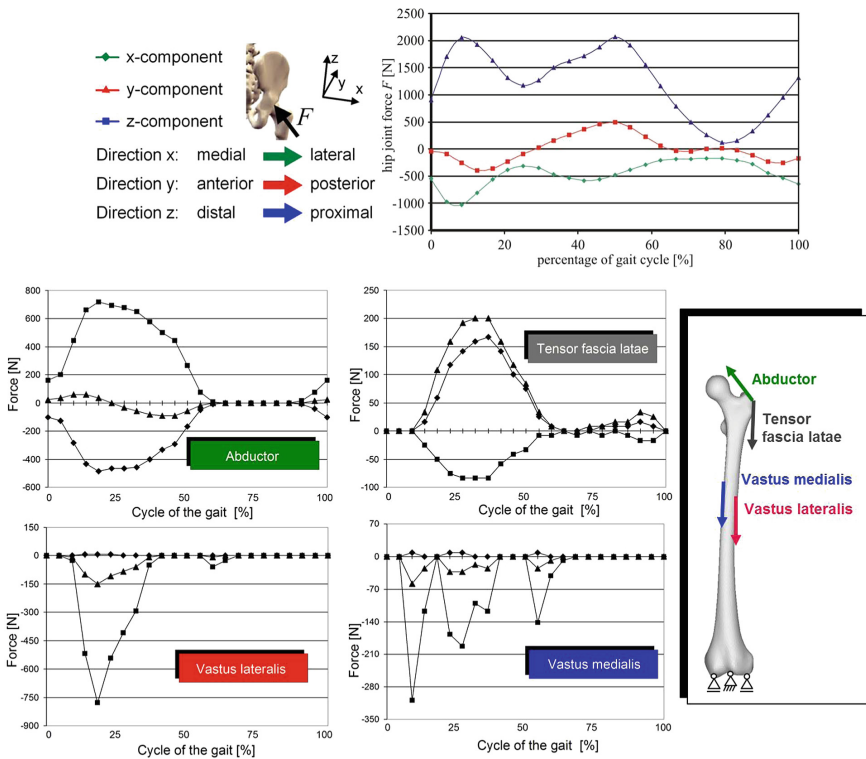 x-component
y-component
z-component
z
y
x
F
Direction x: medial lateral
Direction y: anterior posterior
Direction z: distal proximal
hip joint force F [N]
2500
2000
1500
1000
500
0
-500
-1000
-1500
0 20 40 60 80 100
percentage of gait cycle [%]
Force [N]
800
600
400
200
0
-200
-400
-600
0 25 50 75 100
Abductor
Cycle of the gait [%]
Force [N]
250
200
150
100
50
0
-50
-100
0 25 50 75 100
Tensor fascia latae
Cycle of the gait [%]
Force [N]
150
0
-150
-300
-450
-600
-750
-900
0 25 50 75 100
Vastus lateralis
Cycle of the gait [%]
Force [N]
70
0
-70
-140
-210
-280
-350
0 25 50 75 100
Vastus medialis
Cycle of the gait [%]
Abductor
Tensor
fascia latae
Vastus medialis
Vastus lateralis